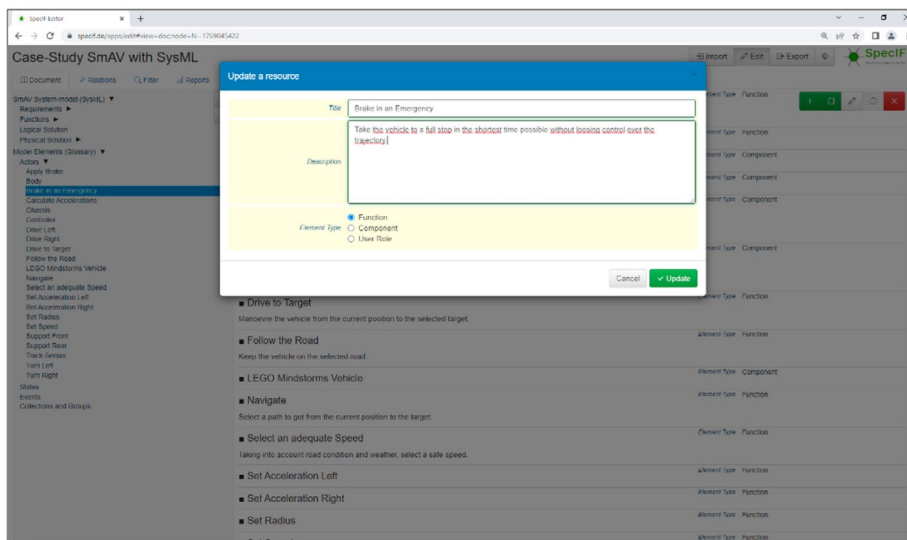 SpecIF Editor
specif.de/apps/edit#view=doc;node=N--1769045422
Case-Study SmAV with SysML
Import Edit Export SpecIF
Document Relations Filter Reports
SmAV System-model (SysML)
Requirements
Functions
Logical Solution
Physical Solution
Model-Elements (Glossary)
Actors
Apply Brake
Body
Brake in an Emergency
Calculate Accelerations
Chassis
Controller
Drive Left
Drive Right
Drive to Target
Follow the Road
LEGO Mindstorms Vehicle
Navigate
Select an adequate Speed
Set Acceleration Left
Set Acceleration Right
Set Radius
Set Speed
Support Front
Support Rear
Track Sensor
Turn Left
Turn Right
States
Events
Collections and Groups
Update a resource
Title Brake in an Emergency
Description Take the vehicle to a full stop in the shortest time possible without loosing control over the
trajectory.
Element Type Function
Component
User Role
Cancel Update
Element Type Function
Element Type Function
Element Type Component
Element Type Component
Element Type Component
Element Type Component
Drive to Target Element Type Function
Manoevre the vehicle from the current position to the selected target.
Follow the Road Element Type Function
Keep the vehicle on the selected road
LEGO Mindstorms Vehicle Element Type Component
Navigate Element Type Function
Select a path to get from the current position to the target.
Select an adequate Speed Element Type Function
Taking into account road condition and weather, select a safe speed.
Set Acceleration Left Element Type Function
Set Acceleration Right Element Type Function
Set Radius Element Type Function
Element Type Function